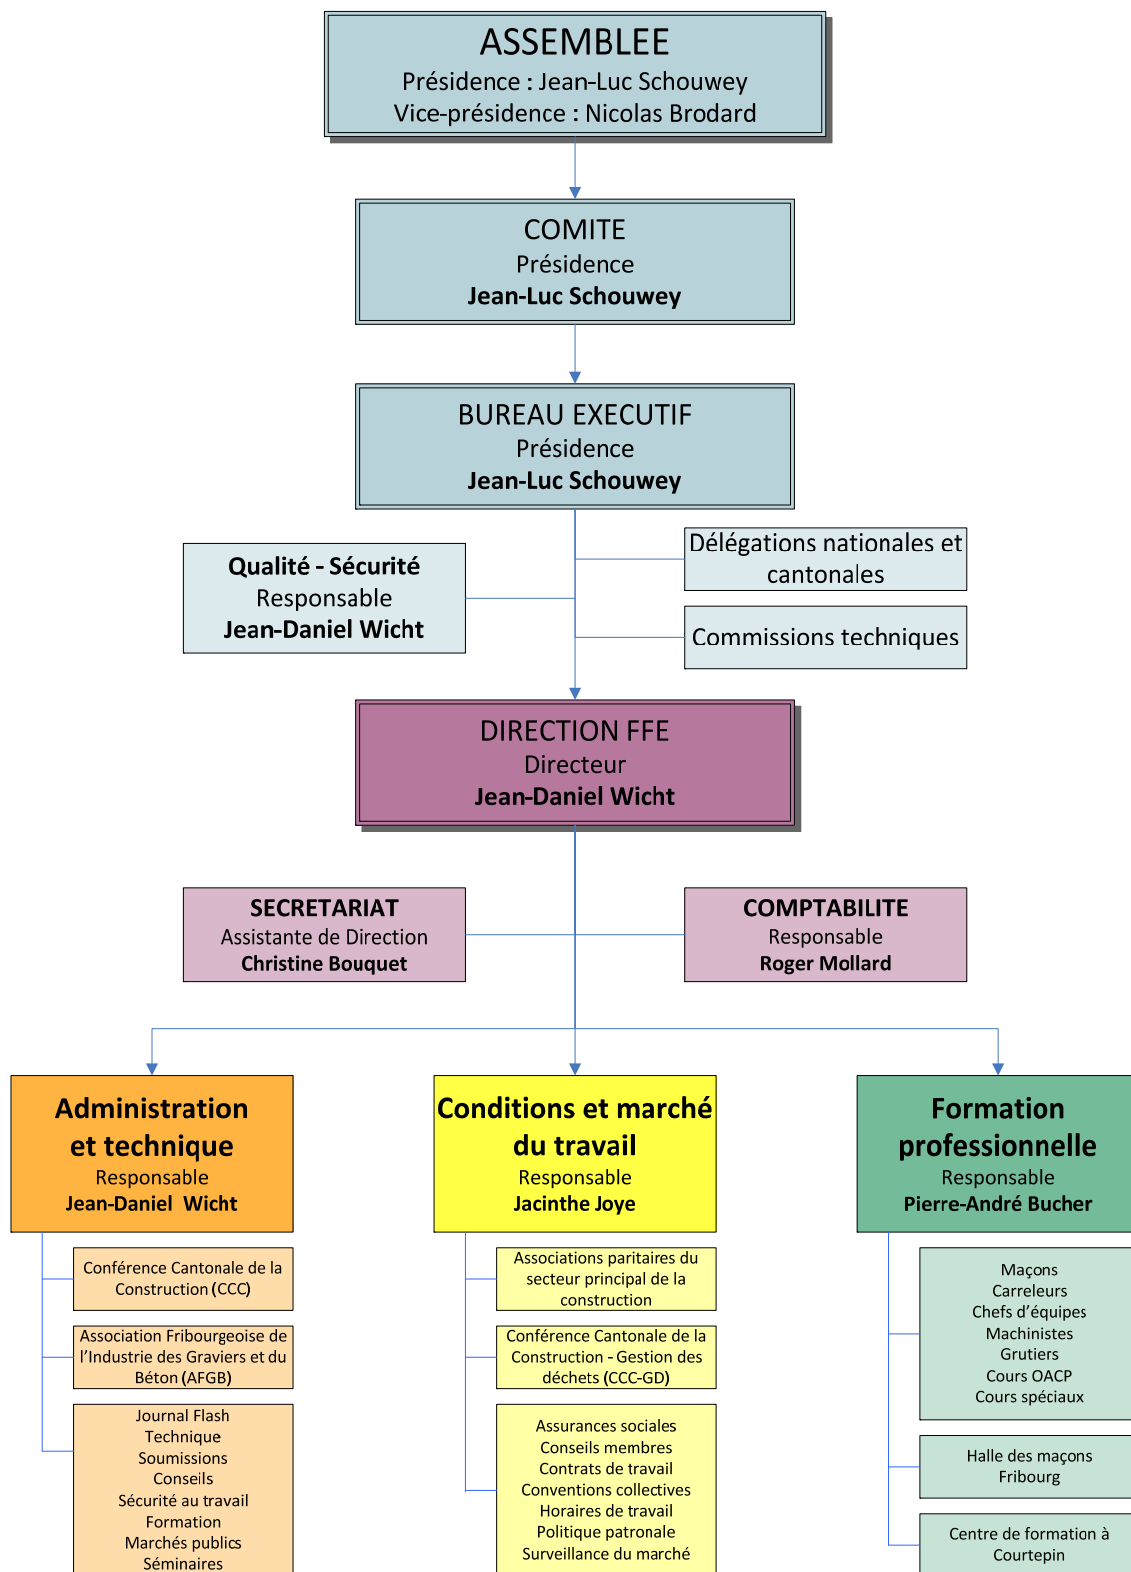 ASSEMBLEE
Présidence : Jean-Luc Schouwey
Vice-présidence : Nicolas Brodard
COMITE
Présidence
Jean-Luc Schouwey
BUREAU EXECUTIF
Présidence
Jean-Luc Schouwey
Qualité - Sécurité
Responsable
Jean-Daniel Wicht
Délégations nationales et
cantonales
Commissions techniques
DIRECTION FFE
Directeur
Jean-Daniel Wicht
SECRETARIAT
Assistante de Direction
Christine Bouquet
COMPTABILITE
Responsable
Roger Mollard
Administration
et technique
Responsable
Jean-Daniel Wicht
Conférence Cantonale de la
Construction (CCC)
Association Fribourgeoise de
l'Industrie des Graviers et du
Béton (AFGB)
Journal Flash
Technique
Soumissions
Conseils
Sécurité au travail
Formation
Marchés publics
Séminaires
Conditions et marché
du travail
Responsable
Jacinthe Joye
Associations paritaires du
secteur principal de la
construction
Conférence Cantonale de la
Construction - Gestion des
déchets (CCC-GD)
Assurances sociales
Conseils membres
Contrats de travail
Conventions collectives
Horaires de travail
Politique patronale
Surveillance du marché
Formation
professionnelle
Responsable
Pierre-André Bucher
Maçons
Carreleurs
Chefs d'équipes
Machinistes
Grutiers
Cours OACP
Cours spéciaux
Halle des maçons
Fribourg
Centre de formation à
Courtepin